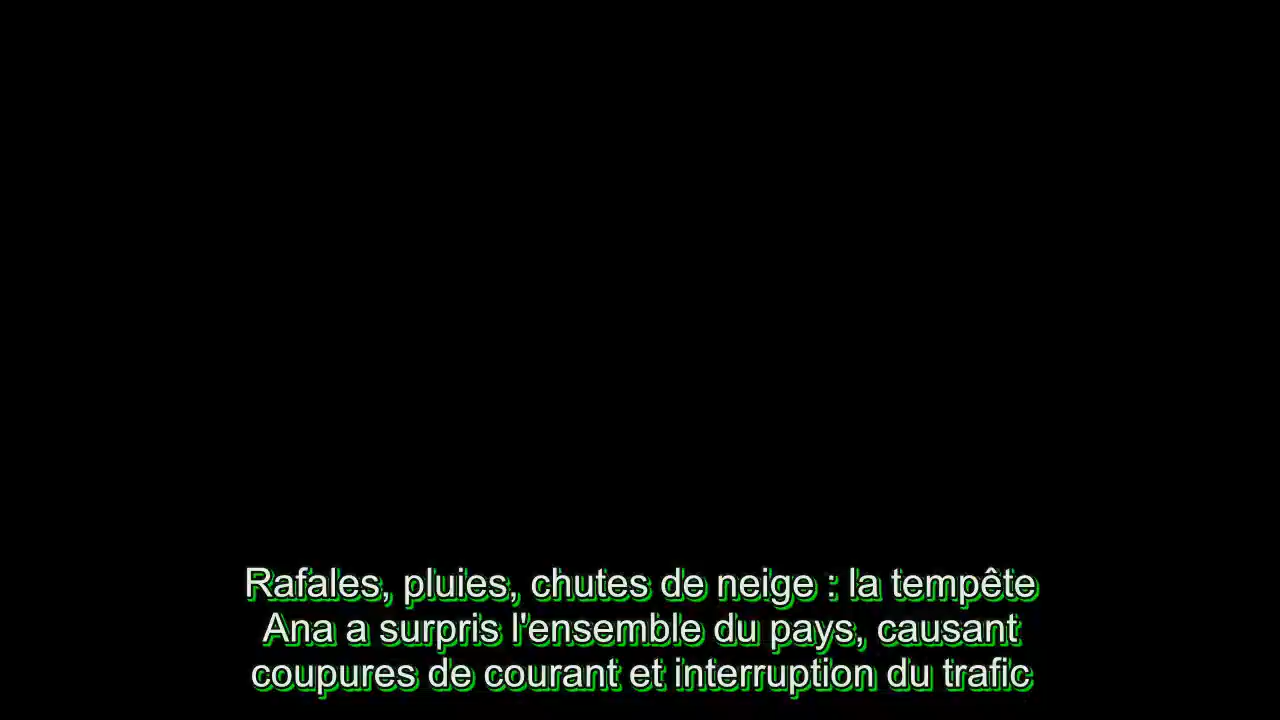 Rafales, pluies, chutes de neige : la tempête
Ana a surpris l'ensemble du pays, causant
coupures de courant et interruption du trafic